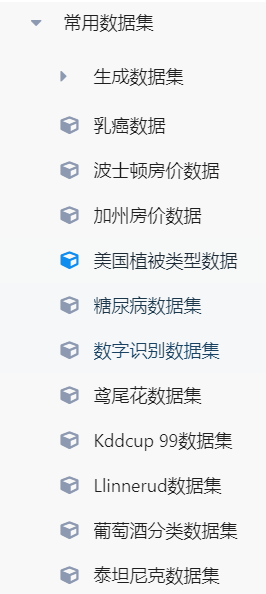 常用数据集
生成数据集
乳癌数据
波士顿房价数据
加州房价数据
美国植被类型数据
糖尿病数据集
数字识别数据集
鸢尾花数据集
Kddcup 99数据集
Llinnerud数据集
葡萄酒分类数据集
泰坦尼克数据集